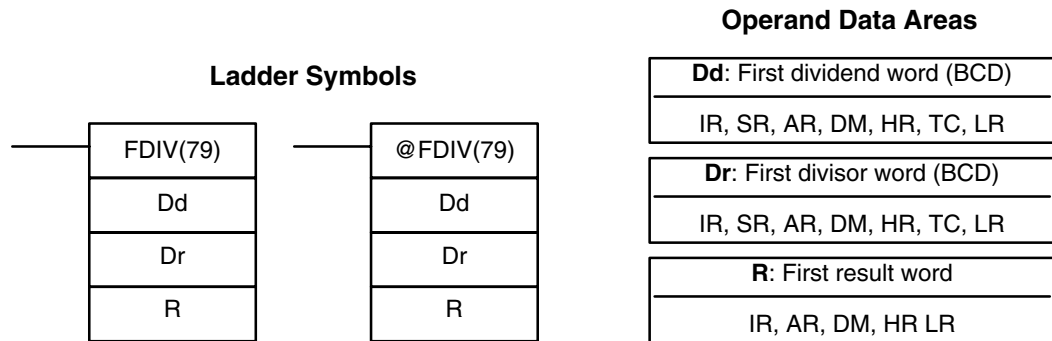 Ladder Symbols
FDIV(79)
Dd
Dr
R
@FDIV(79)
Dd
Dr
R
Operand Data Areas
Dd: First dividend word (BCD)
IR, SR, AR, DM, HR, TC, LR
Dr: First divisor word (BCD)
IR, SR, AR, DM, HR, TC, LR
R: First result word
IR, AR, DM, HR LR